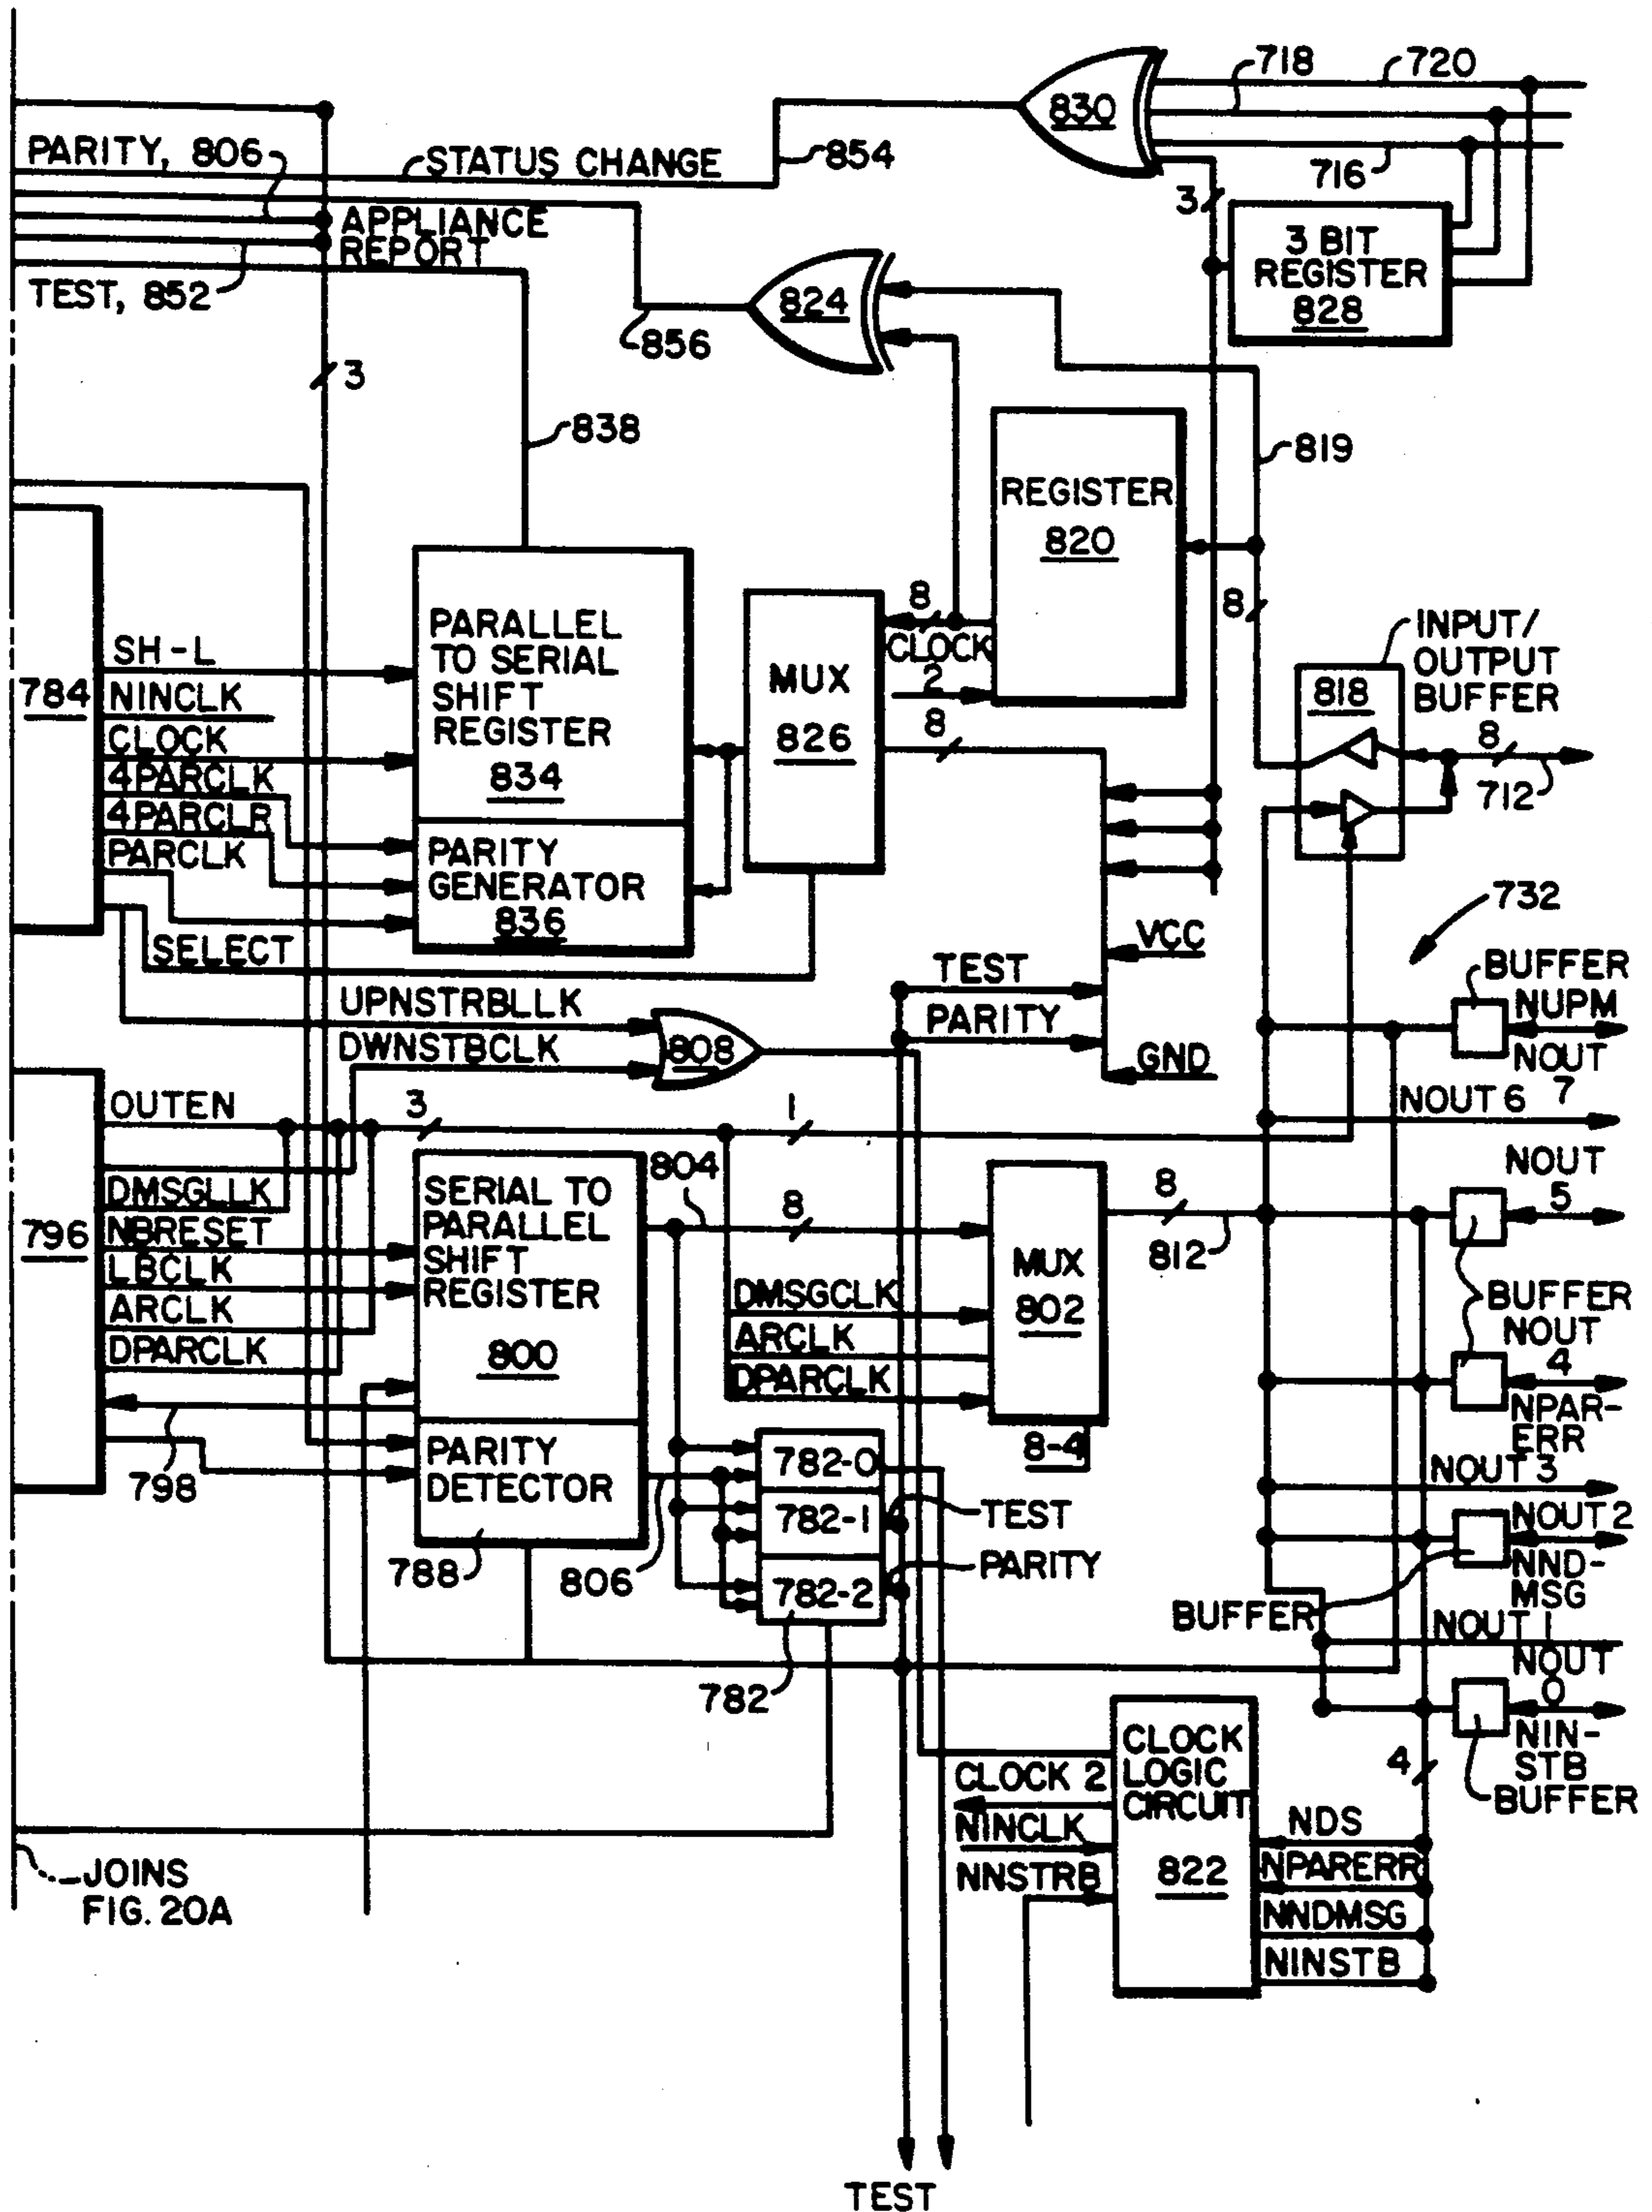 718
720
830
PARITY, 806
STATUS CHANGE
854
716
3
APPLIANCE
REPORT
3 BIT
REGISTER
828
TEST, 852
824
856
3
838
819
REGISTER
820
8
8
CLOCK
2
INPUT/
OUTPUT
BUFFER
818
8
712
784
SH-L
NINCLK
CLOCK
4PARCLK
4PARCLR
PARCLK
SELECT
PARALLEL
TO SERIAL
SHIFT
REGISTER
834
PARITY
GENERATOR
836
MUX
826
8
732
VCC
TEST
PARITY
GND
UPNSTRBLLK
DWNSTBCLK
808
BUFFER
NUPM
NOUT
7
NOUT 6
OUTEN
3
1
796
DMSGLLK
NBRESET
LBCLK
ARCLK
DPARCLK
798
SERIAL TO
PARALLEL
SHIFT
REGISTER
800
PARITY
DETECTOR
788
804
8
DMSGCLK
ARCLK
DPARCLK
MUX
802
8-4
8
812
NOUT
5
BUFFER
NOUT
4
NPAR-
ERR
NOUT 3
806
782-0
782-1
782-2
782
TEST
PARITY
NOUT 2
NND-
MSG
BUFFER
NOUT 1
NOUT
0
NIN-
STB
BUFFER
4
CLOCK 2
NINCLK
NNSTRB
CLOCK
LOGIC
CIRCUIT
822
NDS
NPARERR
NNDMSG
NINSTB
JOINS
FIG. 20A
TEST